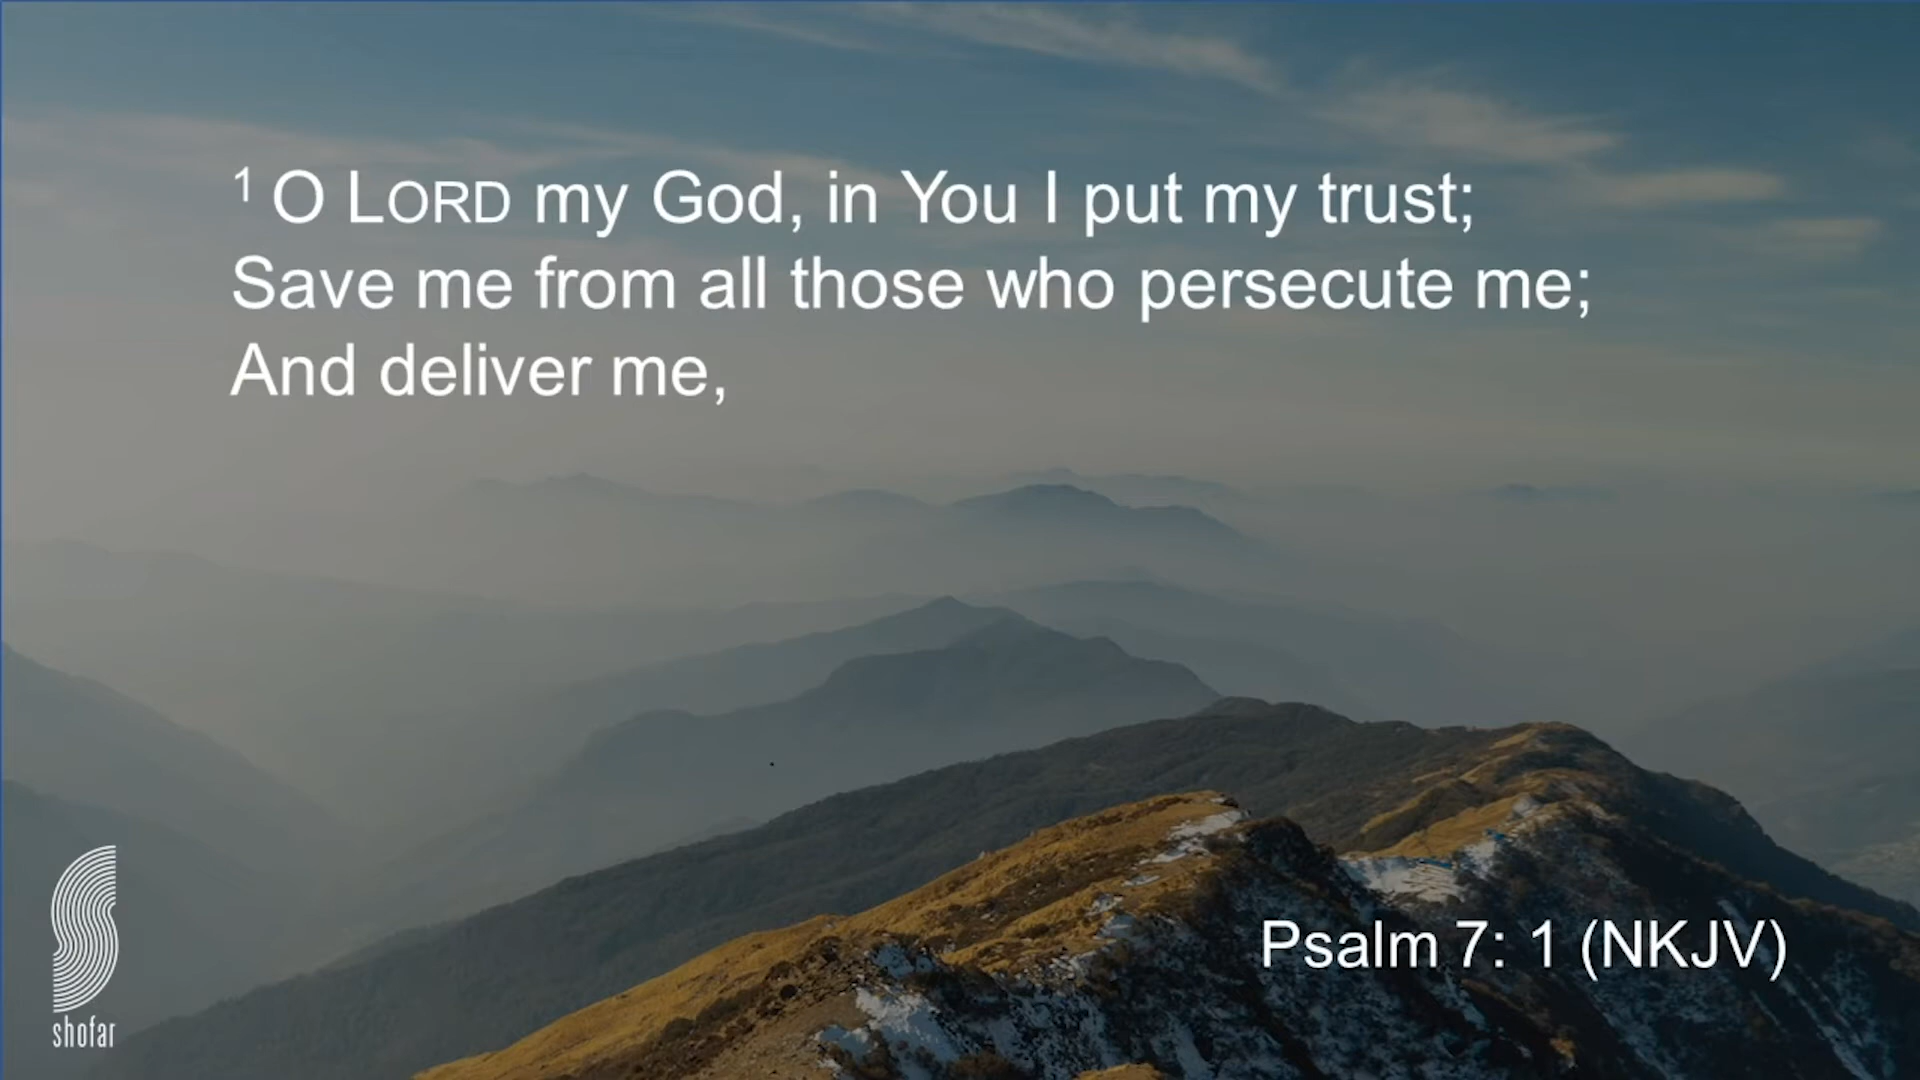 1 O LORD my God, in You I put my trust;
Save me from all those who persecute me;
And deliver me,
Psalm 7: 1 (NKJV)
shofar